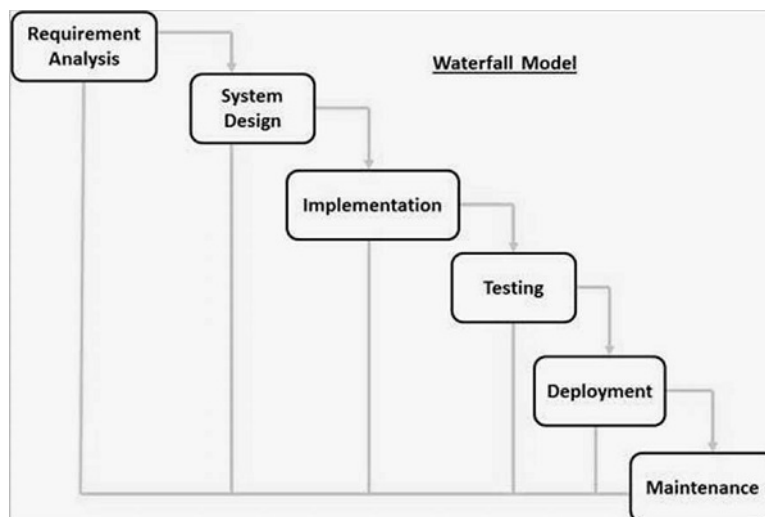 Requirement
Analysis
Waterfall Model
System
Design
Implementation
Testing
Deployment
Maintenance